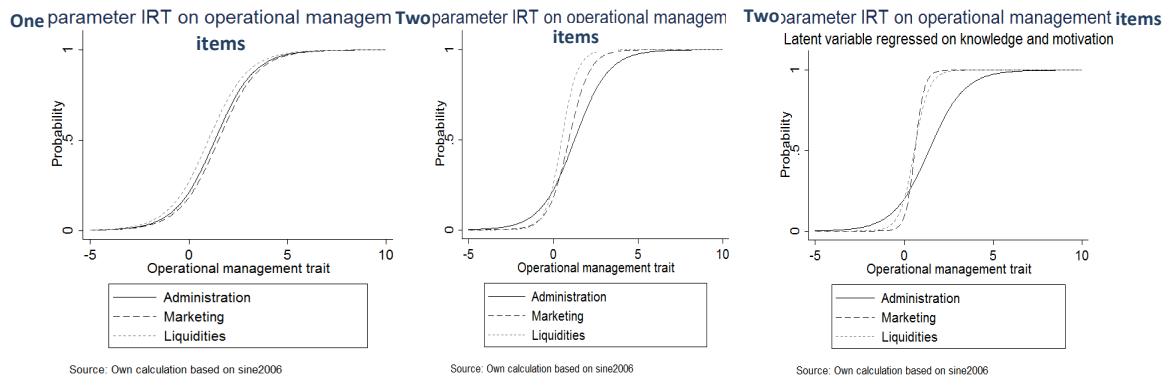 One parameter IRT on operational managem
items
1
.5
0
Probability
-5 0 5 10
Operational management trait
Administration
Marketing
Liquidities
Source: Own calculation based on sine2006
Two parameter IRT on operational managem
items
1
.5
0
Probability
-5 0 5 10
Operational management trait
Administration
Marketing
Liquidities
Source: Own calculation based on sine2006
Two parameter IRT on operational management items
Latent variable regressed on knowledge and motivation
1
.5
0
Probability
-5 0 5 10
Operational management trait
Administration
Marketing
Liquidities
Source: Own calculation based on sine2006